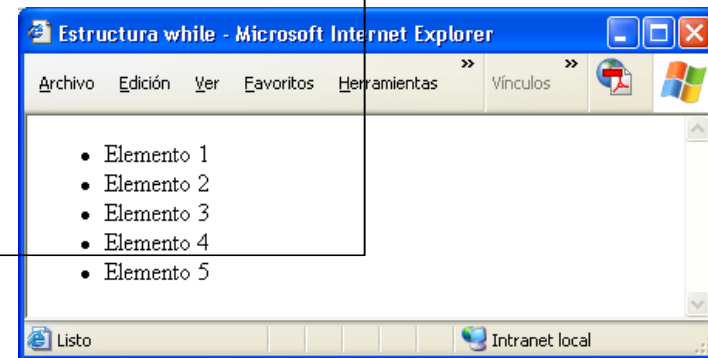 Estructura while - Microsoft Internet Explorer
Archivo Edición Ver Favoritos Herramientas » Vínculos »
• Elemento 1
• Elemento 2
• Elemento 3
• Elemento 4
• Elemento 5
Listo Intranet local